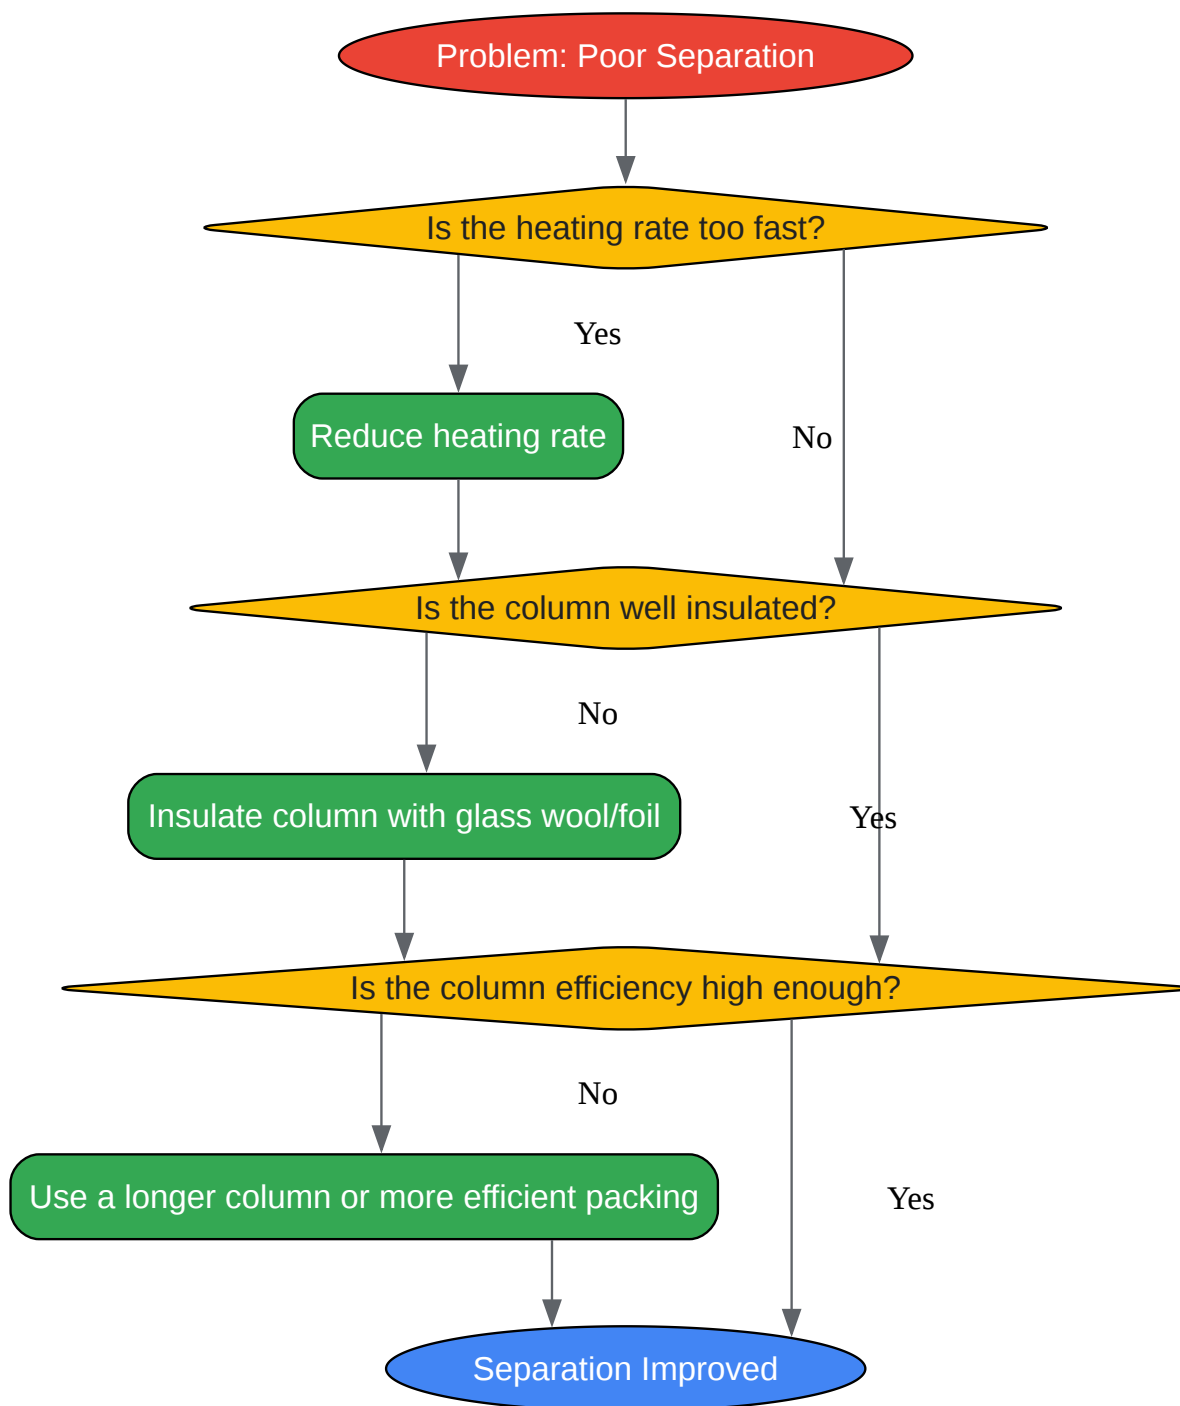 Problem: Poor Separation
Is the heating rate too fast?
Yes
Reduce heating rate
No
Is the column well insulated?
No
Insulate column with glass wool/foil
Yes
Is the column efficiency high enough?
No
Use a longer column or more efficient packing
Yes
Separation Improved